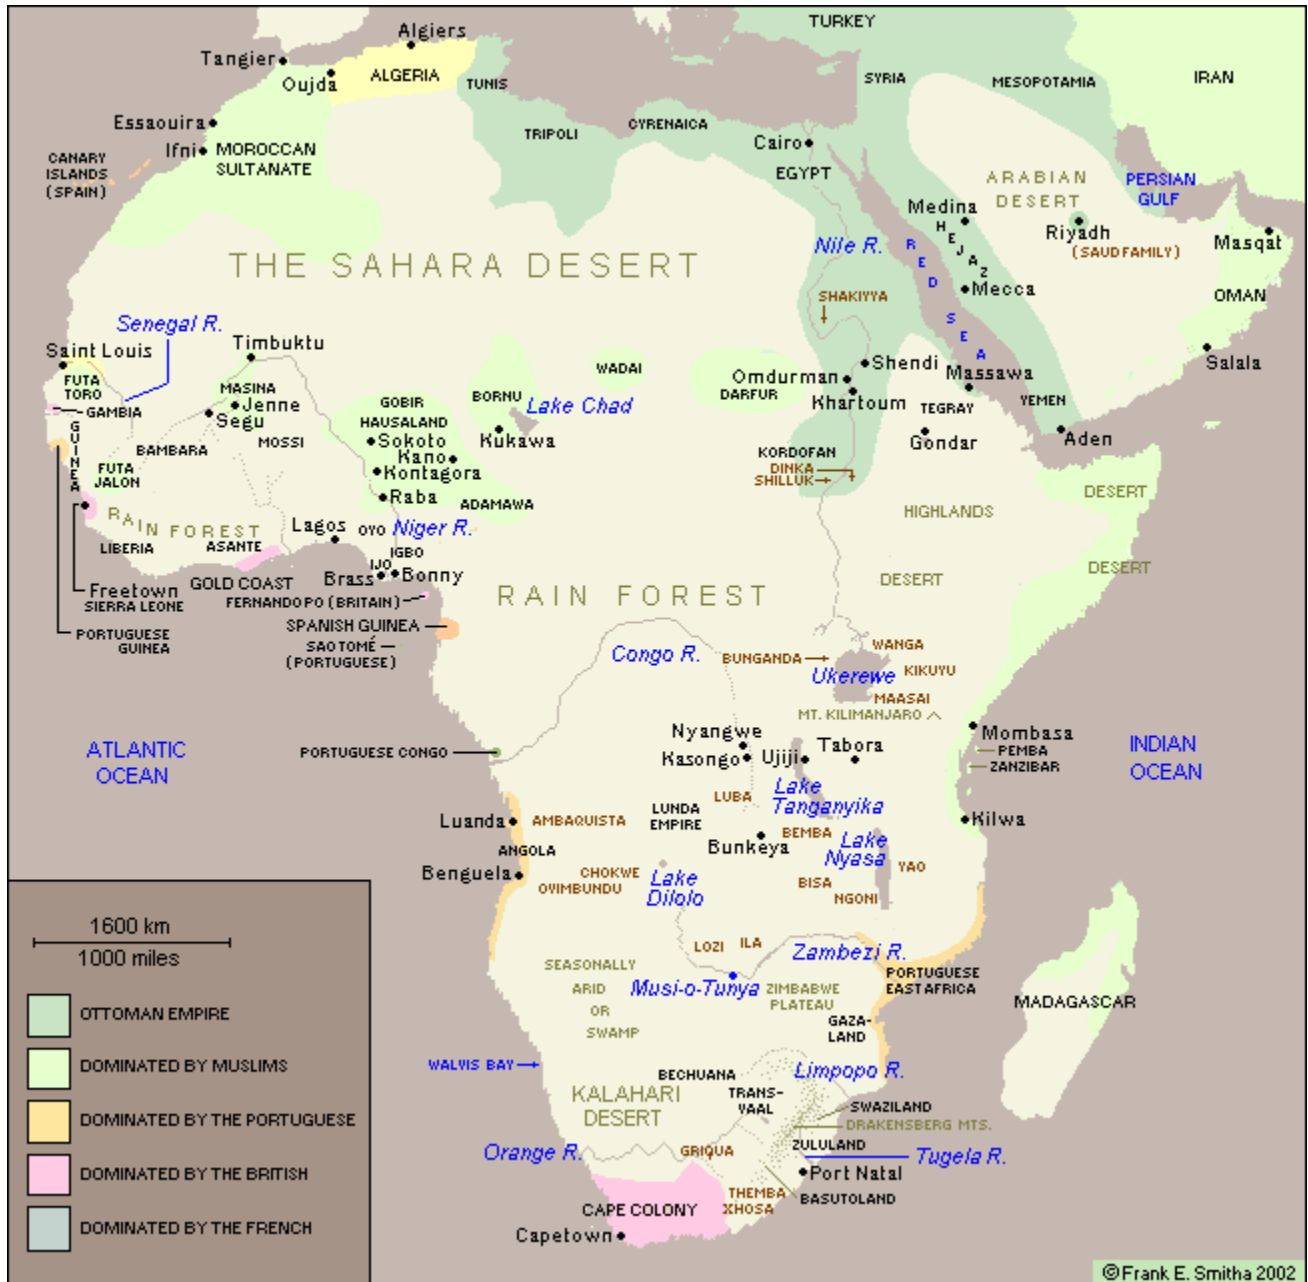 TURKEY
Algiers
Tangier
ALGERIA
Oujda
TUNIS
SYRIA
MESOPOTAMIA
IRAN
Essaouira
TRIPOLI
CYRENAICA
Cairo
Ifni
MOROCCAN
SULTANATE
CANARY
ISLANDS
(SPAIN)
EGYPT
ARABIAN
DESERT
PERSIAN
GULF
Medina
HEJAZ
Riyadh
(SAUD FAMILY)
Masqat
Nile R.
RED SEA
THE SAHARA DESERT
Mecca
OMAN
SHAKIYYA
Senegal R.
Timbuktu
Saint Louis
Salala
Shendi
WADAI
Massawa
FUTA
TORO
MASINA
Omdurman
DARFUR
Khartoum
GOBIR
BORNU
Lake Chad
YEMEN
GAMBIA
Jenne
Segu
HAUSALAND
TEGRAY
Gondar
Aden
GUINEA
MOSSI
Sokoto
Kukawa
BAMBARA
Kano
KORDOFAN
FUTA
JALON
Kontagora
DINKA
SHILLUK
Raba
ADAMAWA
DESERT
RAIN FOREST
HIGHLANDS
Lagos
OYO
Niger R.
LIBERIA
ASANTE
IGBO
IJO
DESERT
DESERT
Brass
Bonny
Freetown
SIERRA LEONE
GOLD COAST
FERNANDO PO (BRITAIN)
RAIN FOREST
SPANISH GUINEA
PORTUGUESE
GUINEA
SAO TOMÉ
(PORTUGUESE)
Congo R.
BUNGANDA
WANGA
Ukerewe
KIKUYU
MAASAI
MT. KILIMANJARO
Nyangwe
Mombasa
ATLANTIC
OCEAN
PORTUGUESE CONGO
Kasongo
Ujiji
Tabora
PEMBA
ZANZIBAR
INDIAN
OCEAN
Lake
Tanganyika
LUBA
Luanda
AMBAQUISTA
LUNDA
EMPIRE
Kilwa
BEMBA
Bunkeya
Lake
Nyasa
ANGOLA
Benguela
CHOKWE
OVIMBUNDU
Lake
Dilolo
YAO
BISA
NGONI
1600 km
1000 miles
LOZI
ILA
Zambezi R.
SEASONALLY
ARID
OR
SWAMP
Musi-o-Tunya
ZIMBABWE
PLATEAU
PORTUGUESE
EAST AFRICA
MADAGASCAR
OTTOMAN EMPIRE
GAZA-
LAND
DOMINATED BY MUSLIMS
WALVIS BAY
BECHUANA
Limpopo R.
KALAHARI
DESERT
TRANS-
VAAL
SWAZILAND
DRAKENSBERG MTS.
DOMINATED BY THE PORTUGUESE
Orange R.
GRIQUA
ZULULAND
Tugela R.
DOMINATED BY THE BRITISH
Port Natal
THEMBA
XHOSA
BASUTOLAND
CAPE COLONY
DOMINATED BY THE FRENCH
Capetown
©Frank E. Smitha 2002